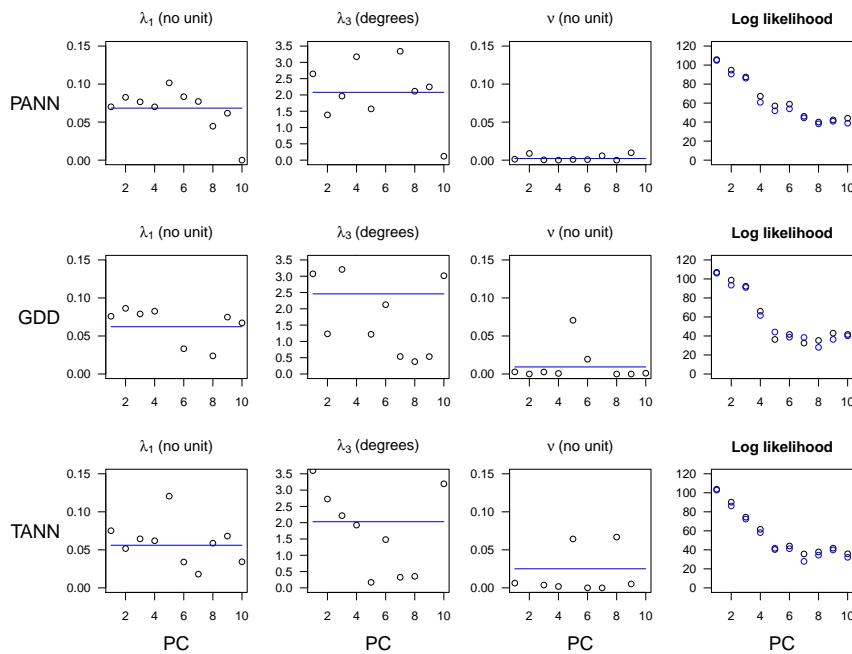 λ1 (no unit) λ3 (degrees) ν (no unit) Log likelihood
PANN
0.15 0.10 0.05 0.00
3.5 3.0 2.5 2.0 1.5 1.0 0.5 0.0
0.15 0.10 0.05 0.00
120 100 80 60 40 20 0
2 4 6 8 10 2 4 6 8 10 2 4 6 8 10 2 4 6 8 10
λ1 (no unit) λ3 (degrees) ν (no unit) Log likelihood
GDD
0.15 0.10 0.05 0.00
3.5 3.0 2.5 2.0 1.5 1.0 0.5 0.0
0.15 0.10 0.05 0.00
120 100 80 60 40 20 0
2 4 6 8 10 2 4 6 8 10 2 4 6 8 10 2 4 6 8 10
λ1 (no unit) λ3 (degrees) ν (no unit) Log likelihood
TANN
0.15 0.10 0.05 0.00
3.5 3.0 2.5 2.0 1.5 1.0 0.5 0.0
0.15 0.10 0.05 0.00
120 100 80 60 40 20 0
2 4 6 8 10 2 4 6 8 10 2 4 6 8 10 2 4 6 8 10
PC PC PC PC